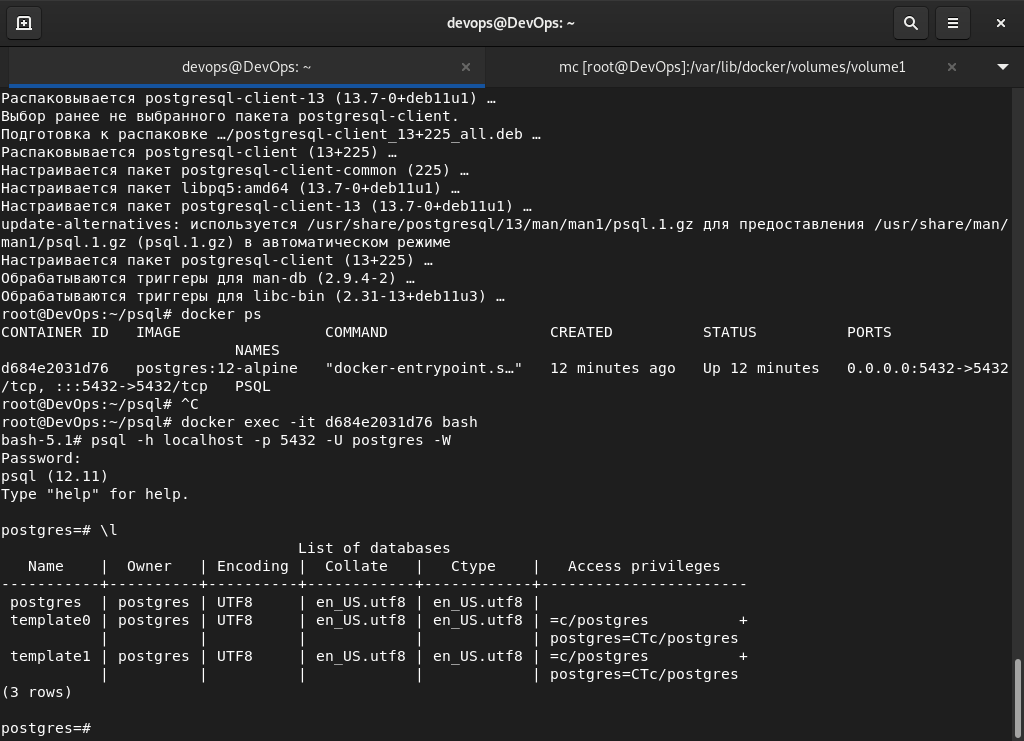 devops@DevOps: ~
devops@DevOps: ~
mc [root@DevOps]:/var/lib/docker/volumes/volume1
Распаковывается postgresql-client-13 (13.7-0+deb11u1) …
Выбор ранее не выбранного пакета postgresql-client.
Подготовка к распаковке …/postgresql-client_13+225_all.deb …
Распаковывается postgresql-client (13+225) …
Настраивается пакет postgresql-client-common (225) …
Настраивается пакет libpq5:amd64 (13.7-0+deb11u1) …
Настраивается пакет postgresql-client-13 (13.7-0+deb11u1) …
update-alternatives: используется /usr/share/postgresql/13/man/man1/psql.1.gz для предоставления /usr/share/man/
man1/psql.1.gz (psql.1.gz) в автоматическом режиме
Настраивается пакет postgresql-client (13+225) …
Обрабатываются триггеры для man-db (2.9.4-2) …
Обрабатываются триггеры для libc-bin (2.31-13+deb11u3) …
root@DevOps:~/psql# docker ps
CONTAINER ID   IMAGE                COMMAND                  CREATED          STATUS          PORTS
                          NAMES
d684e2031d76   postgres:12-alpine   "docker-entrypoint.s…"   12 minutes ago   Up 12 minutes   0.0.0.0:5432->5432
/tcp, :::5432->5432/tcp   PSQL
root@DevOps:~/psql# ^C
root@DevOps:~/psql# docker exec -it d684e2031d76 bash
bash-5.1# psql -h localhost -p 5432 -U postgres -W
Password:
psql (12.11)
Type "help" for help.

postgres=# \l
                                 List of databases
   Name    |  Owner   | Encoding |  Collate   |   Ctype    |   Access privileges
-----------+----------+----------+------------+------------+-----------------------
 postgres  | postgres | UTF8     | en_US.utf8 | en_US.utf8 |
 template0 | postgres | UTF8     | en_US.utf8 | en_US.utf8 | =c/postgres          +
           |          |          |            |            | postgres=CTc/postgres
 template1 | postgres | UTF8     | en_US.utf8 | en_US.utf8 | =c/postgres          +
           |          |          |            |            | postgres=CTc/postgres
(3 rows)

postgres=#